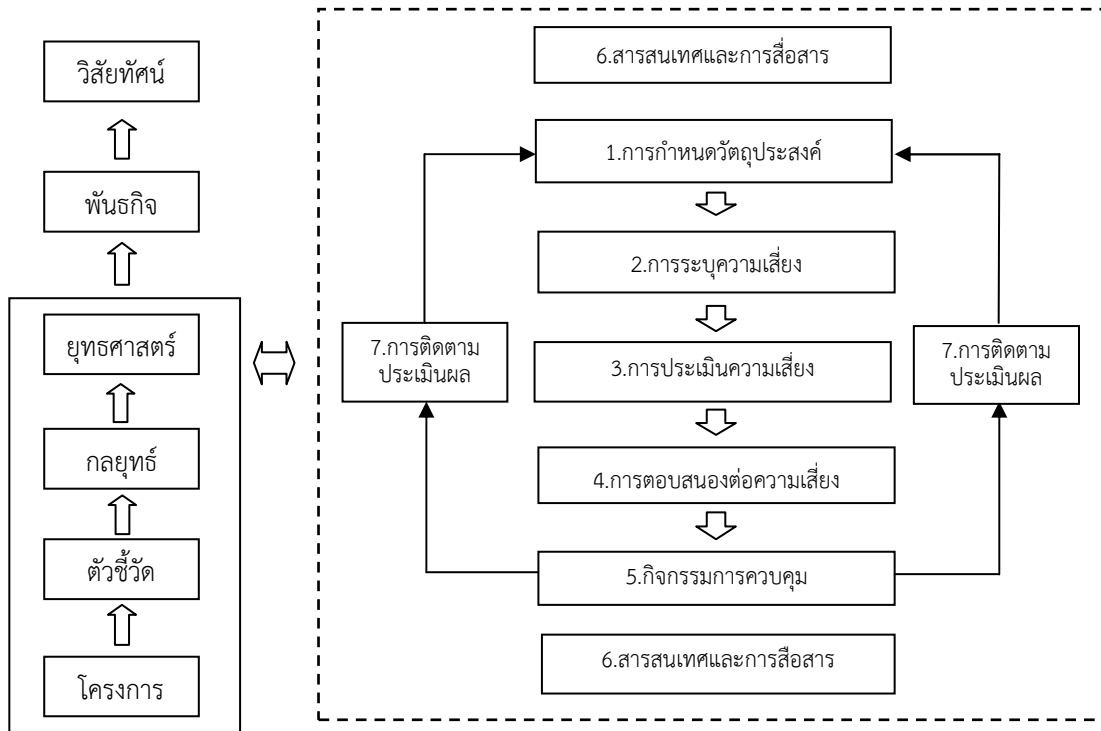 วิสัยทัศน์
พันธกิจ
ยุทธศาสตร์
กลยุทธ์
ตัวชี้วัด
โครงการ
6.สารสนเทศและการสื่อสาร
1.การกำหนดวัตถุประสงค์
2.การระบุความเสี่ยง
7.การติดตาม
ประเมินผล
3.การประเมินความเสี่ยง
7.การติดตาม
ประเมินผล
4.การตอบสนองต่อความเสี่ยง
5.กิจกรรมการควบคุม
6.สารสนเทศและการสื่อสาร